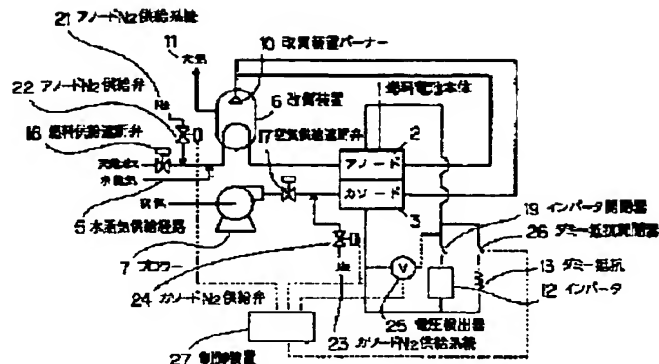 21 アノードN2供給系統
11
大気
10 改質装置バーナー
22 アノードN2供給弁
N2
6 改質装置
1 燃料電池本体
18 燃料供給遮断弁
17 空気供給遮断弁
2
アノード
天然ガス
水蒸気
カソード
空気
3
5 水蒸気供給経路
19 インバータ開閉器
26 ダミー抵抗開閉器
7 ブロワー
V
13 ダミー抵抗
N2
12 インバータ
24 カソードN2供給弁
25 電圧検出器
23 カソードN2供給系統
27 制御装置